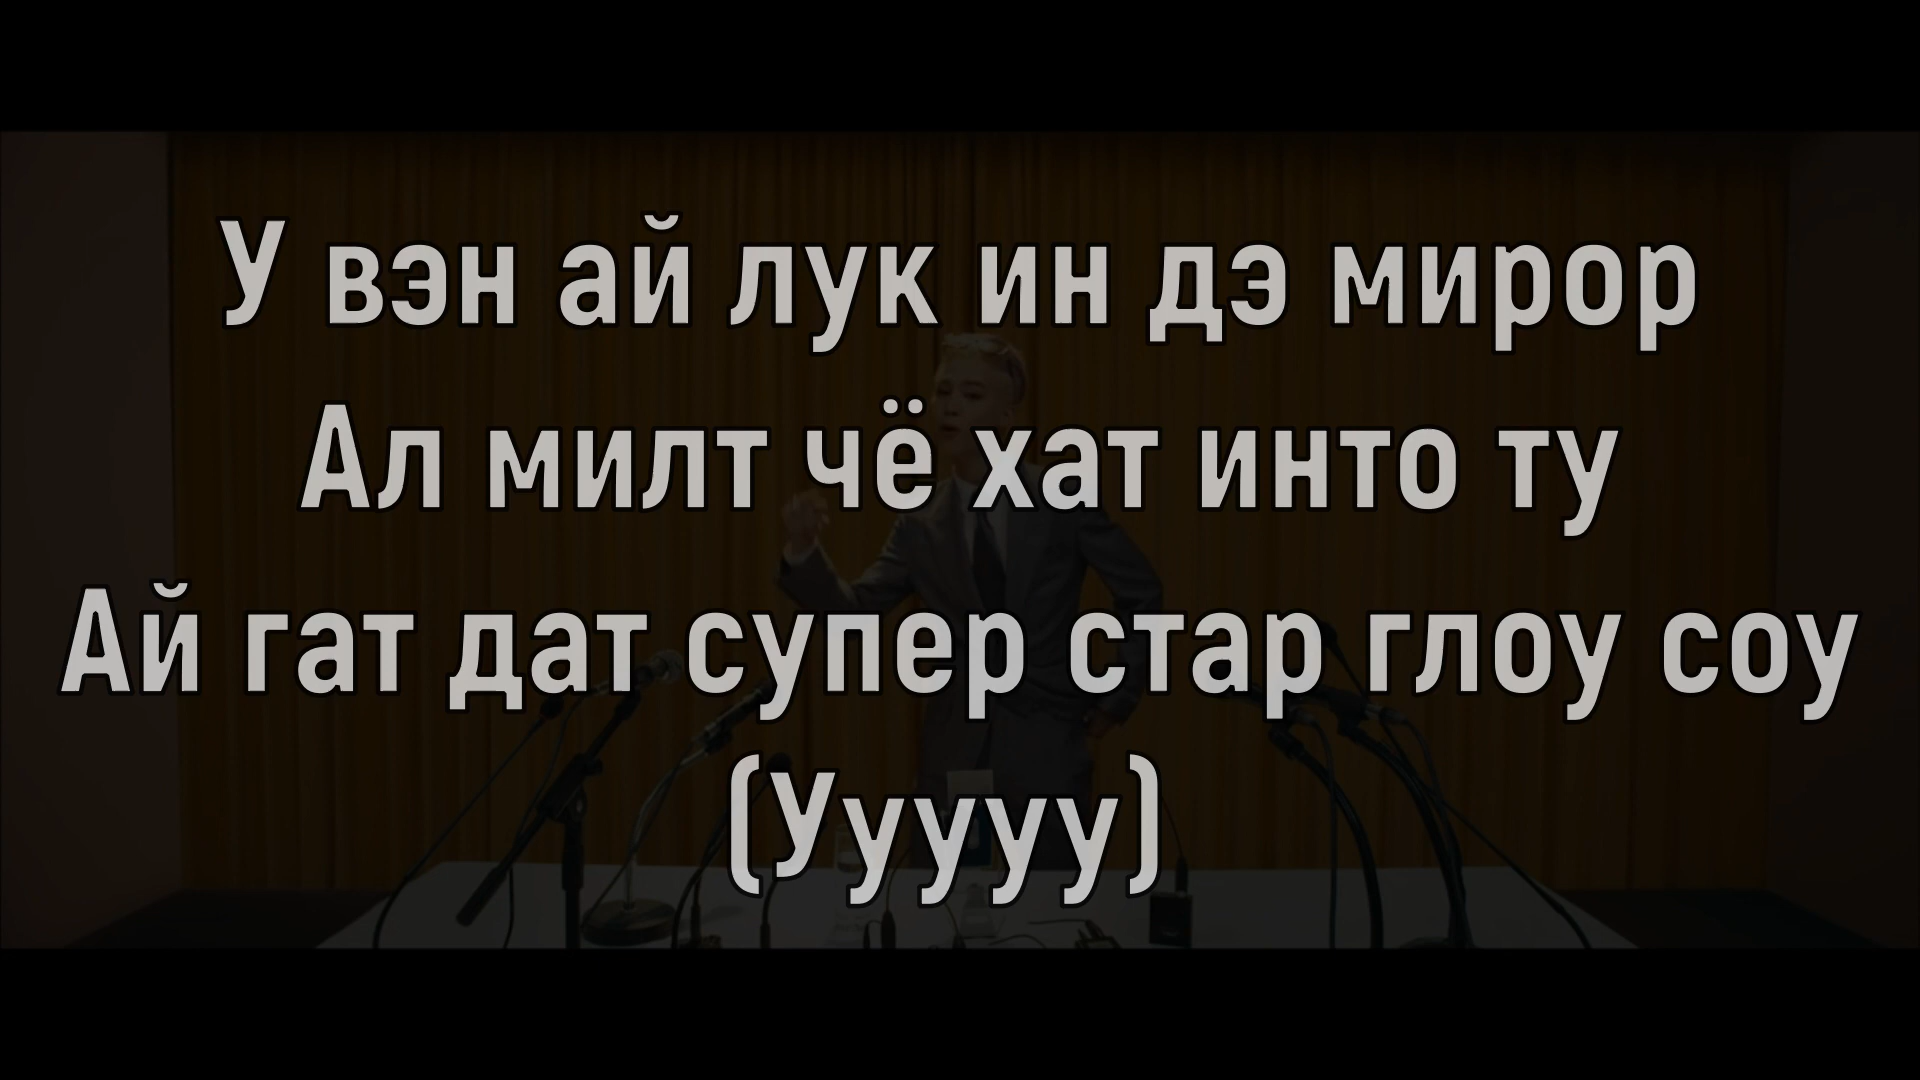 У вэн ай лук ин дэ мирор
Ал милт чё хат инто ту
Ай гат дат супер стар глоу соу
(Ууууу)